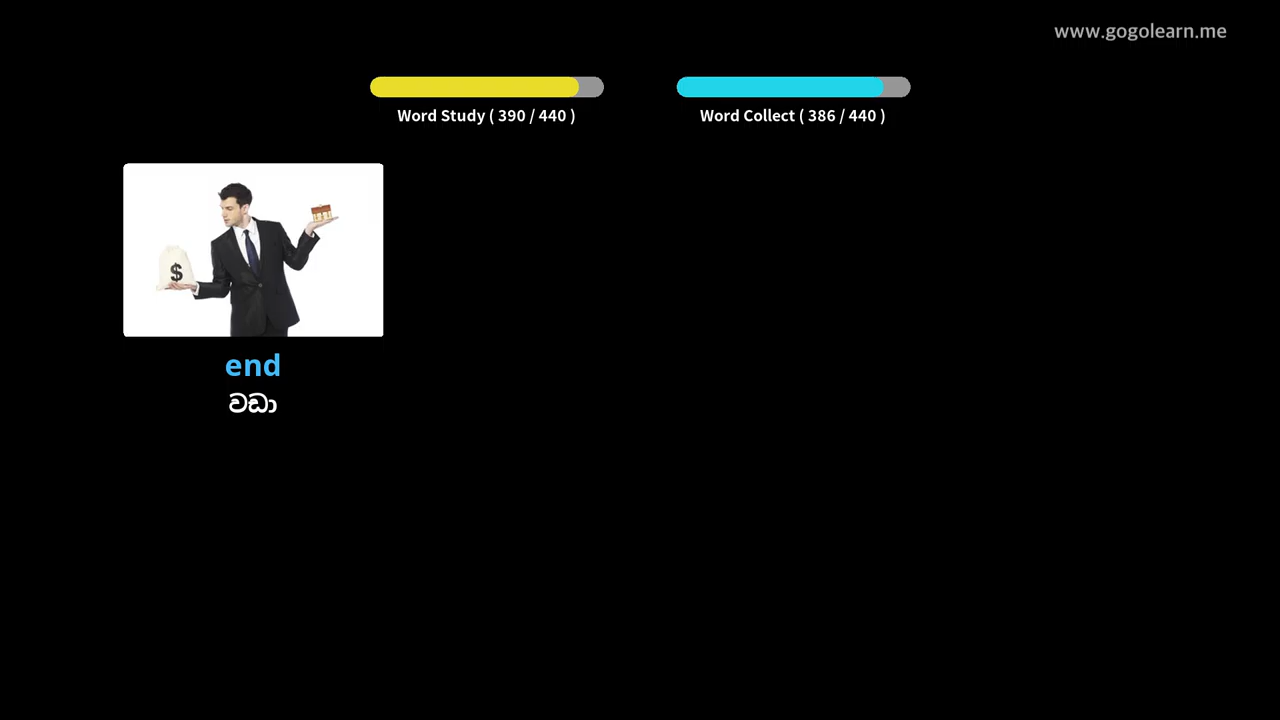 www.gogolearn.me
Word Study ( 390 / 440 )
Word Collect ( 386 / 440 )
$
end
වඩා